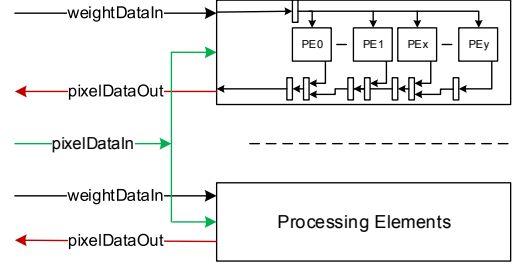 weightDataIn
PE0
PE1
PEx
PEy
pixelDataOut
pixelDataIn
weightDataIn
Processing Elements
pixelDataOut